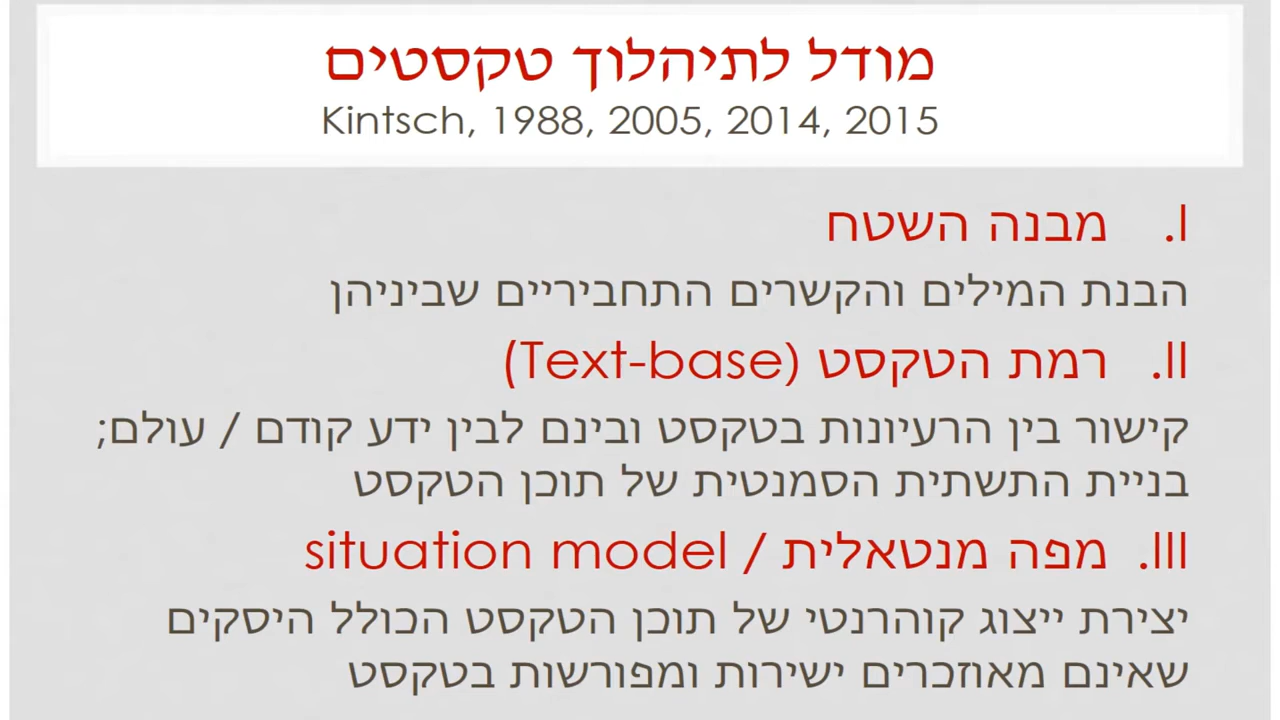 מודל לתיהלוך טקסטים
Kintsch, 1988, 2005, 2014, 2015
I. מבנה השטח
הבנת המילים והקשרים התחביריים שביניהן
II. רמת הטקסט (Text-base)
קישור בין הרעיונות בטקסט ובינם לבין ידע קודם / עולם;
בניית התשתית הסמנטית של תוכן הטקסט
III. מפה מנטאלית / situation model
יצירת ייצוג קוהרנטי של תוכן הטקסט הכולל היסקים
שאינם מאוזכרים ישירות ומפורשות בטקסט